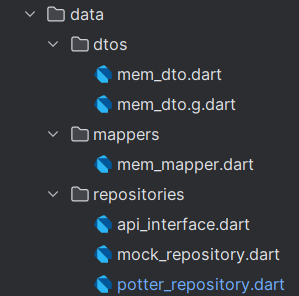 data
dtos
mem_dto.dart
mem_dto.g.dart
mappers
mem_mapper.dart
repositories
api_interface.dart
mock_repository.dart
potter_repository.dart